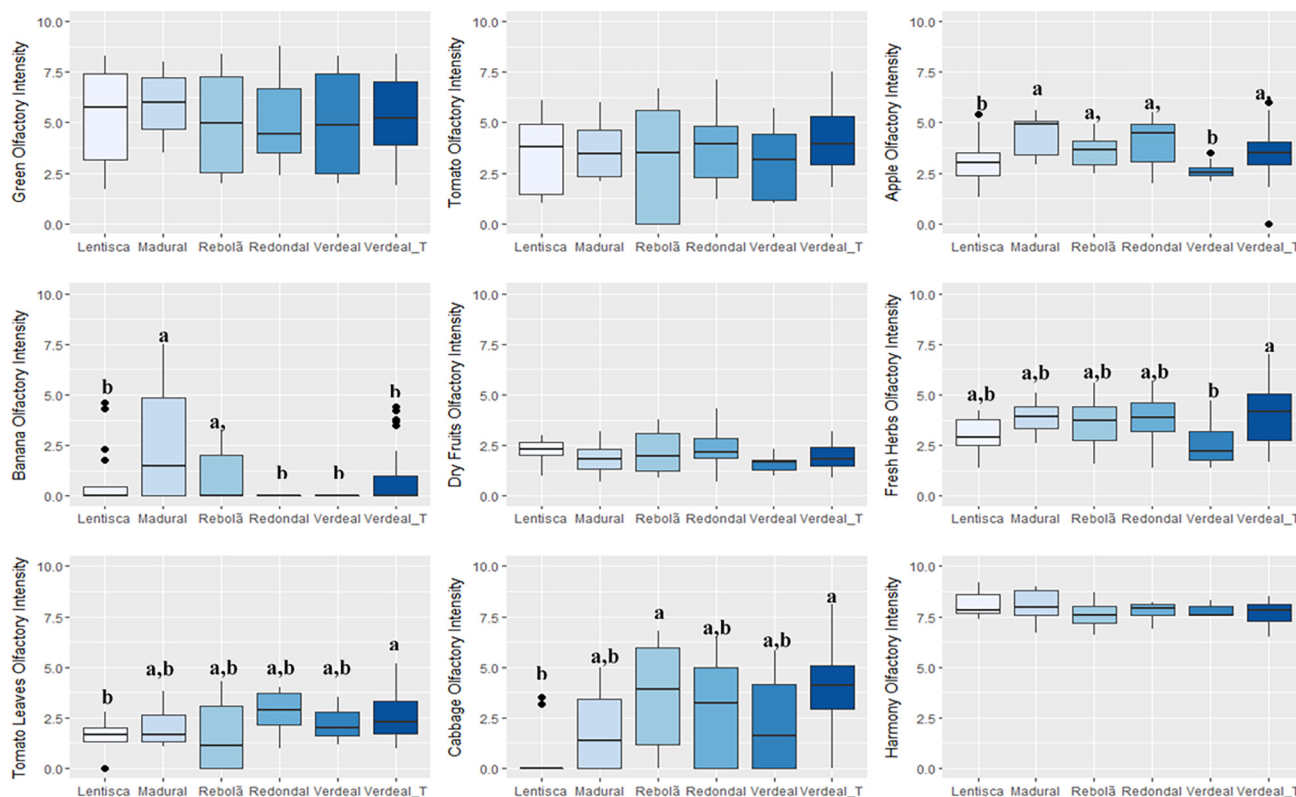 Green Olfactory Intensity
10.0
7.5
5.0
2.5
0.0
Lentisca Madural Rebolã Redondal Verdeal Verdeal_T
Tomato Olfactory Intensity
10.0
7.5
5.0
2.5
0.0
Lentisca Madural Rebolã Redondal Verdeal Verdeal_T
Apple Olfactory Intensity
10.0
7.5
5.0
2.5
0.0
b a a, a, b a,
Lentisca Madural Rebolã Redondal Verdeal Verdeal_T
Banana Olfactory Intensity
10.0
7.5
5.0
2.5
0.0
b a a, b b b
Lentisca Madural Rebolã Redondal Verdeal Verdeal_T
Dry Fruits Olfactory Intensity
10.0
7.5
5.0
2.5
0.0
Lentisca Madural Rebolã Redondal Verdeal Verdeal_T
Fresh Herbs Olfactory Intensity
10.0
7.5
5.0
2.5
0.0
a,b a,b a,b a,b b a
Lentisca Madural Rebolã Redondal Verdeal Verdeal_T
Tomato Leaves Olfactory Intensity
10.0
7.5
5.0
2.5
0.0
b a,b a,b a,b a,b a
Lentisca Madural Rebolã Redondal Verdeal Verdeal_T
Cabbage Olfactory Intensity
10.0
7.5
5.0
2.5
0.0
b a,b a a,b a,b a
Lentisca Madural Rebolã Redondal Verdeal Verdeal_T
Harmony Olfactory Intensity
10.0
7.5
5.0
2.5
0.0
Lentisca Madural Rebolã Redondal Verdeal Verdeal_T